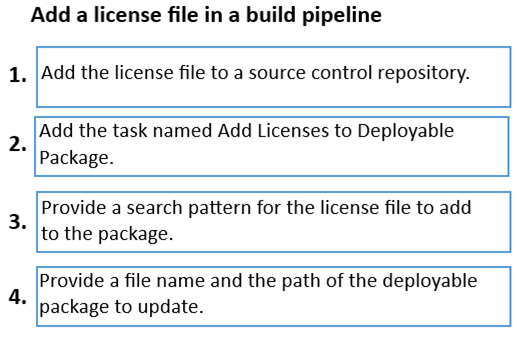 Add a license file in a build pipeline
1. Add the license file to a source control repository.
2. Add the task named Add Licenses to Deployable
Package.
3. Provide a search pattern for the license file to add
to the package.
4. Provide a file name and the path of the deployable
package to update.